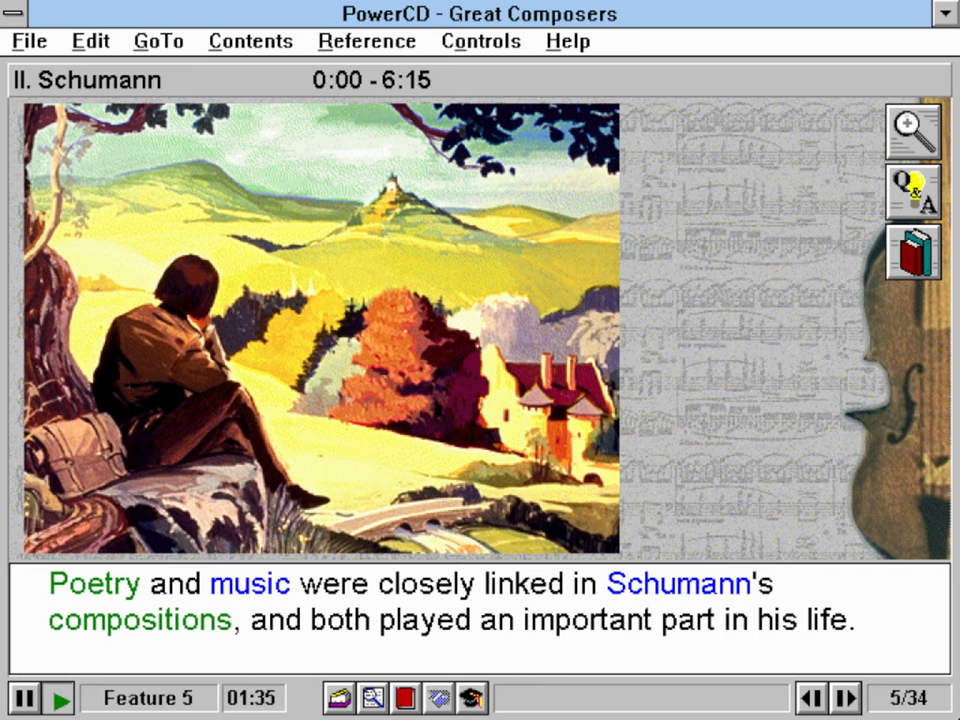 PowerCD - Great Composers
File Edit GoTo Contents Reference Controls Help
II. Schumann 0:00 - 6:15
Q & A
Poetry and music were closely linked in Schumann's
compositions, and both played an important part in his life.
Feature 5 01:35 5/34